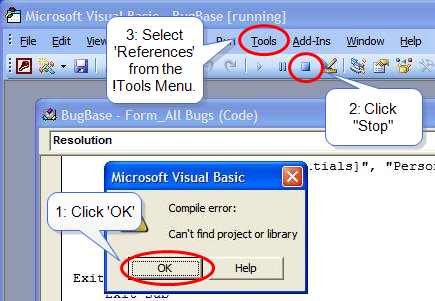 Microsoft Visual Basic - BugBase [running]
3: Select
'References'
from the
!Tools Menu.
File Edit View Run Tools Add-Ins Window Help
2: Click
"Stop"
BugBase - Form_All Bugs (Code)
Resolution
tials]", "Perso
Microsoft Visual Basic
1: Click 'OK'
Compile error:
Can't find project or library
OK Help
Exit
Exit Sub